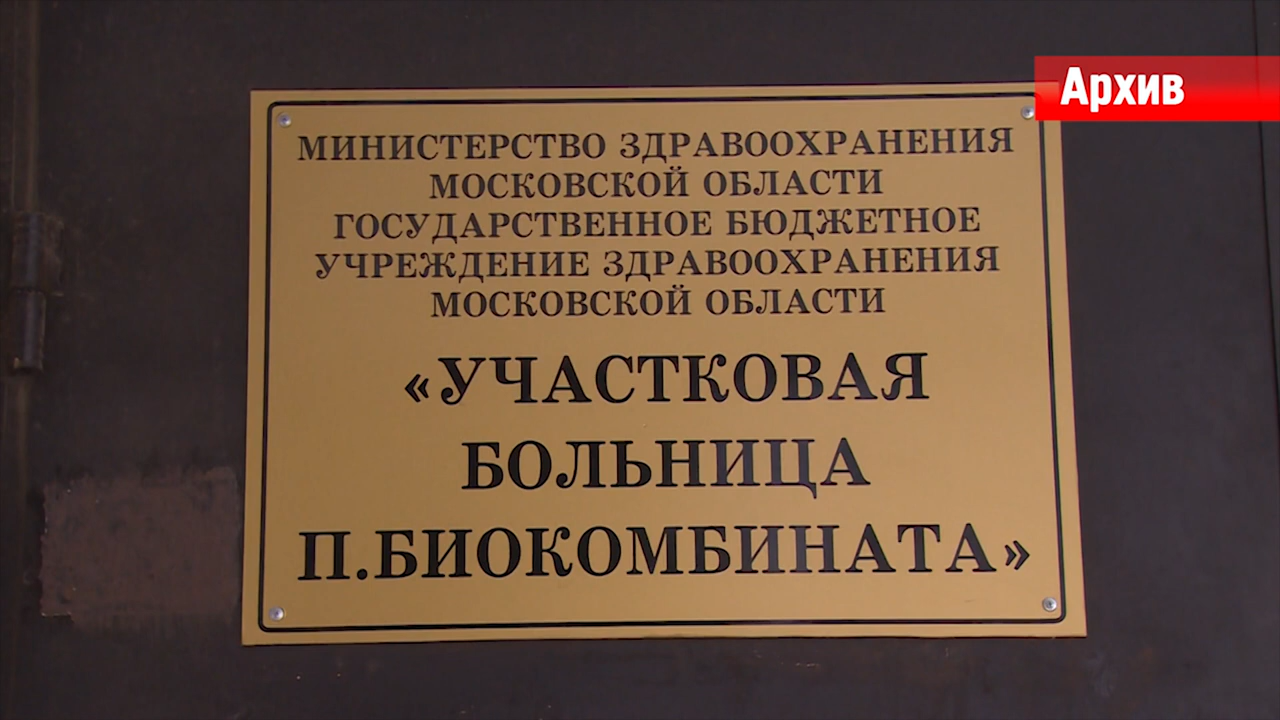 Архив
МИНИСТЕРСТВО ЗДРАВООХРАНЕНИЯ
МОСКОВСКОЙ ОБЛАСТИ
ГОСУДАРСТВЕННОЕ БЮДЖЕТНОЕ
УЧРЕЖДЕНИЕ ЗДРАВООХРАНЕНИЯ
МОСКОВСКОЙ ОБЛАСТИ
«УЧАСТКОВАЯ
БОЛЬНИЦА
П.БИОКОМБИНАТА»